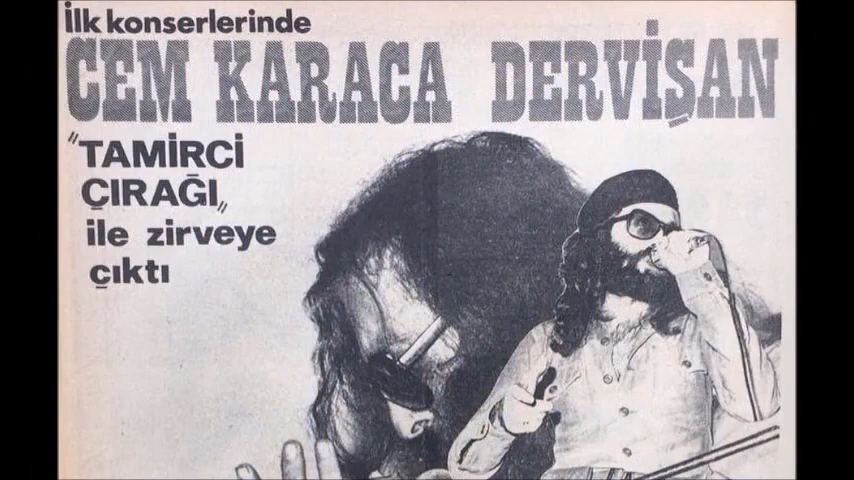 İlk konserlerinde
CEM KARACA DERVİŞAN
"TAMİRCİ
ÇIRAĞI„
ile zirveye
çıktı